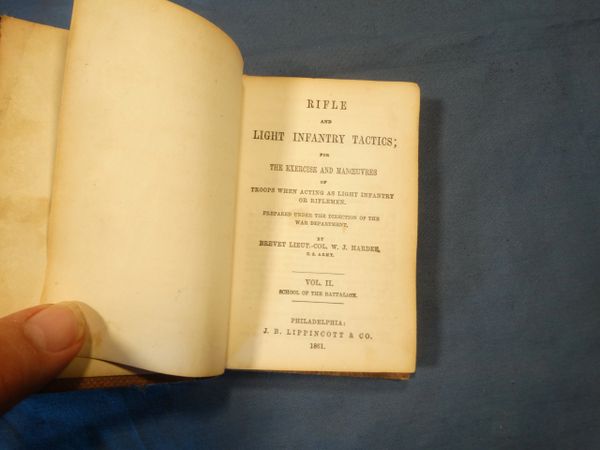 RIFLE
AND
LIGHT INFANTRY TACTICS;
FOR
THE EXERCISE AND MANŒUVRES
OF
TROOPS WHEN ACTING AS LIGHT INFANTRY
OR RIFLEMEN.
PREPARED UNDER THE DIRECTION OF THE
WAR DEPARTMENT,
BY
BREVET LIEUT.-COL. W. J. HARDEE,
U. S. ARMY.
VOL. II.
SCHOOL OF THE BATTALION.
PHILADELPHIA:
J. B. LIPPINCOTT & CO.
1861.